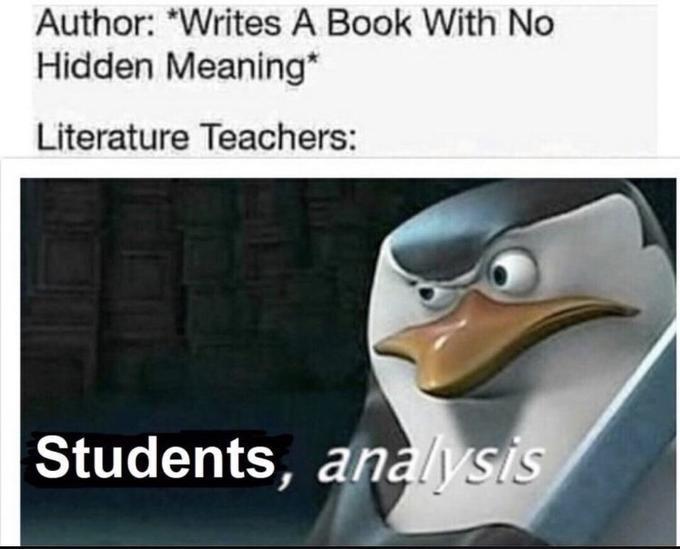 Author: *Writes A Book With No
Hidden Meaning*
Literature Teachers:
Students, analysis